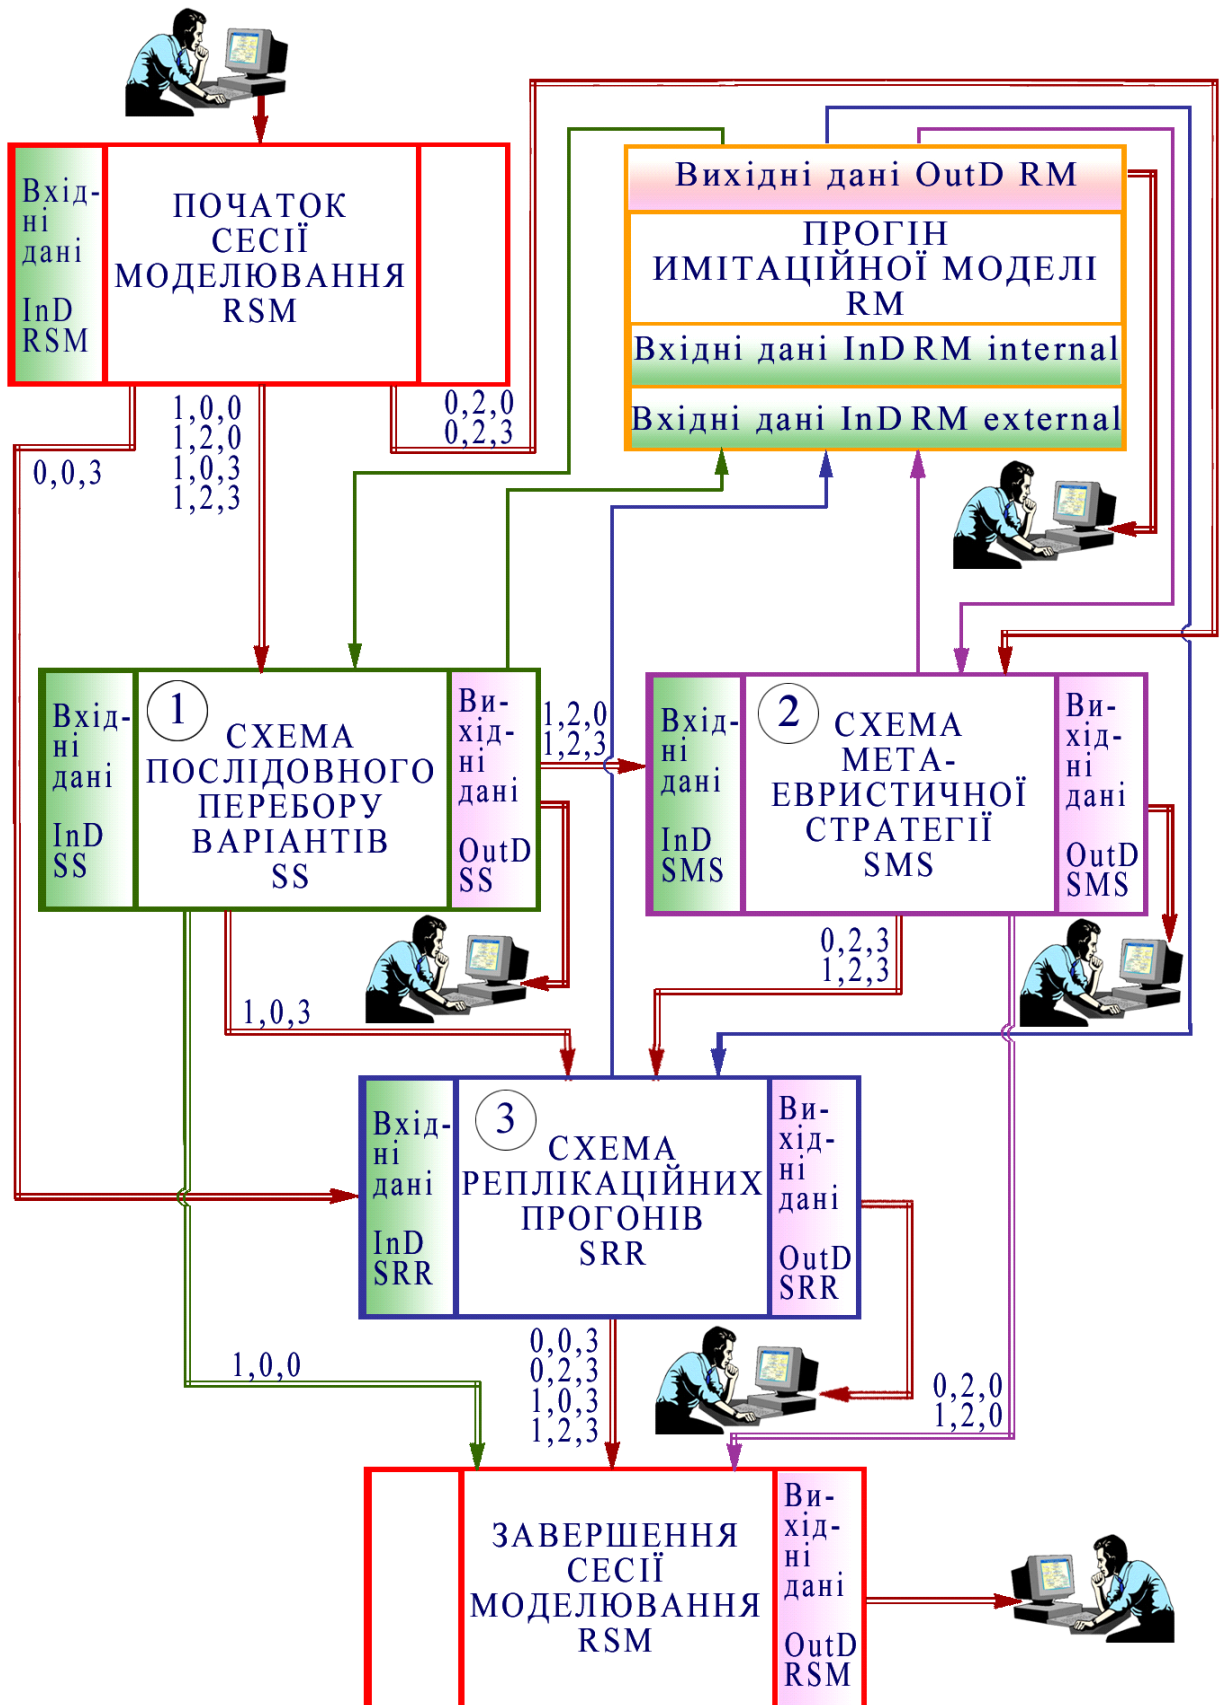 Вхід-
ні
дані
InD
RSM
ПОЧАТОК
СЕСІЇ
МОДЕЛЮВАННЯ
RSM
Вихідні дані OutD RM
ПРОГІН
ИМІТАЦІЙНОЇ МОДЕЛІ
RM
Вхідні дані InD RM internal
Вхідні дані InD RM external
0,0,3
1,0,0
1,2,0
1,0,3
1,2,3
0,2,0
0,2,3
Вхід-
ні
дані
InD
SS
1
СХЕМА
ПОСЛІДОВНОГО
ПЕРЕБОРУ
ВАРІАНТІВ
SS
Ви-
хід-
ні
дані
OutD
SS
1,2,0
1,2,3
Вхід-
ні
дані
InD
SMS
2
СХЕМА
МЕТА-
ЕВРИСТИЧНОЇ
СТРАТЕГІЇ
SMS
Ви-
хід-
ні
дані
OutD
SMS
1,0,3
0,2,3
1,2,3
Вхід-
ні
дані
InD
SRR
3
СХЕМА
РЕПЛІКАЦІЙНИХ
ПРОГОНІВ
SRR
Ви-
хід-
ні
дані
OutD
SRR
1,0,0
0,0,3
0,2,3
1,0,3
1,2,3
0,2,0
1,2,0
ЗАВЕРШЕННЯ
СЕСІЇ
МОДЕЛЮВАННЯ
RSM
Ви-
хід-
ні
дані
OutD
RSM